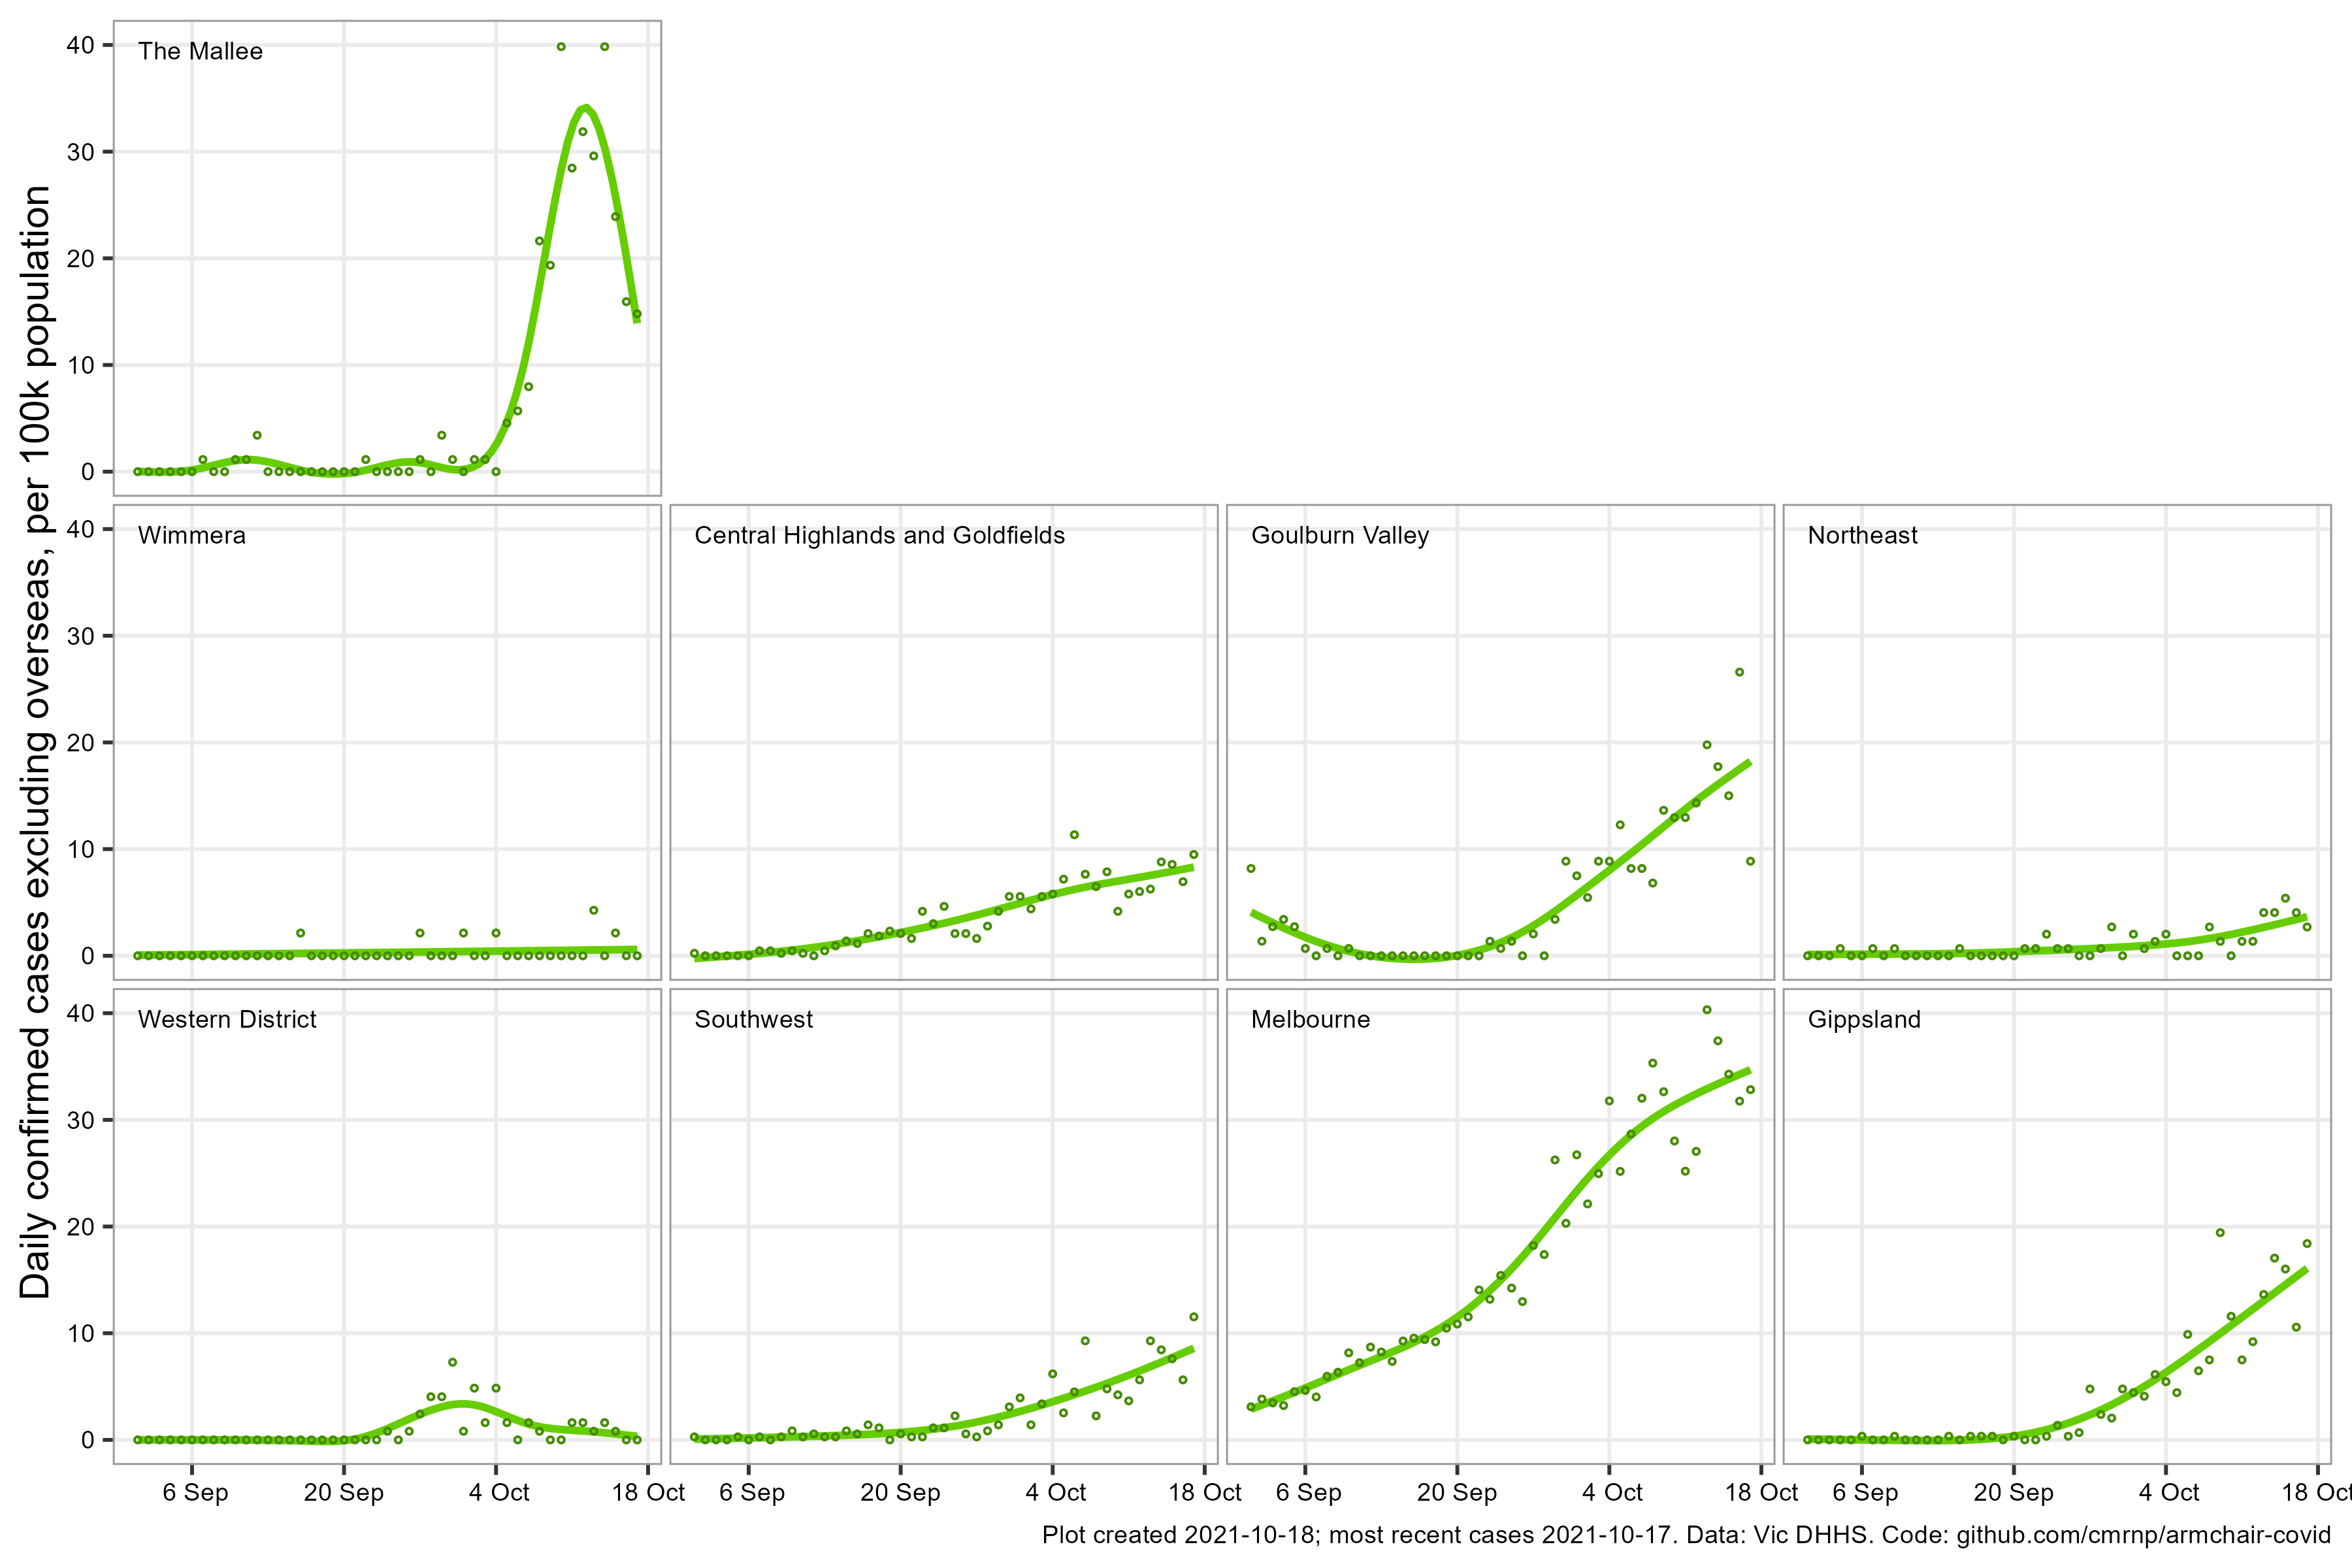 Daily confirmed cases excluding overseas, per 100k population
The Mallee
40
30
20
10
0
Wimmera
Central Highlands and Goldfields
Goulburn Valley
Northeast
40
30
20
10
0
Western District
Southwest
Melbourne
Gippsland
40
30
20
10
0
6 Sep 20 Sep 4 Oct 18 Oct 6 Sep 20 Sep 4 Oct 18 Oct 6 Sep 20 Sep 4 Oct 18 Oct 6 Sep 20 Sep 4 Oct 18 Oct
Plot created 2021-10-18; most recent cases 2021-10-17. Data: Vic DHHS. Code: github.com/cmrnp/armchair-covid